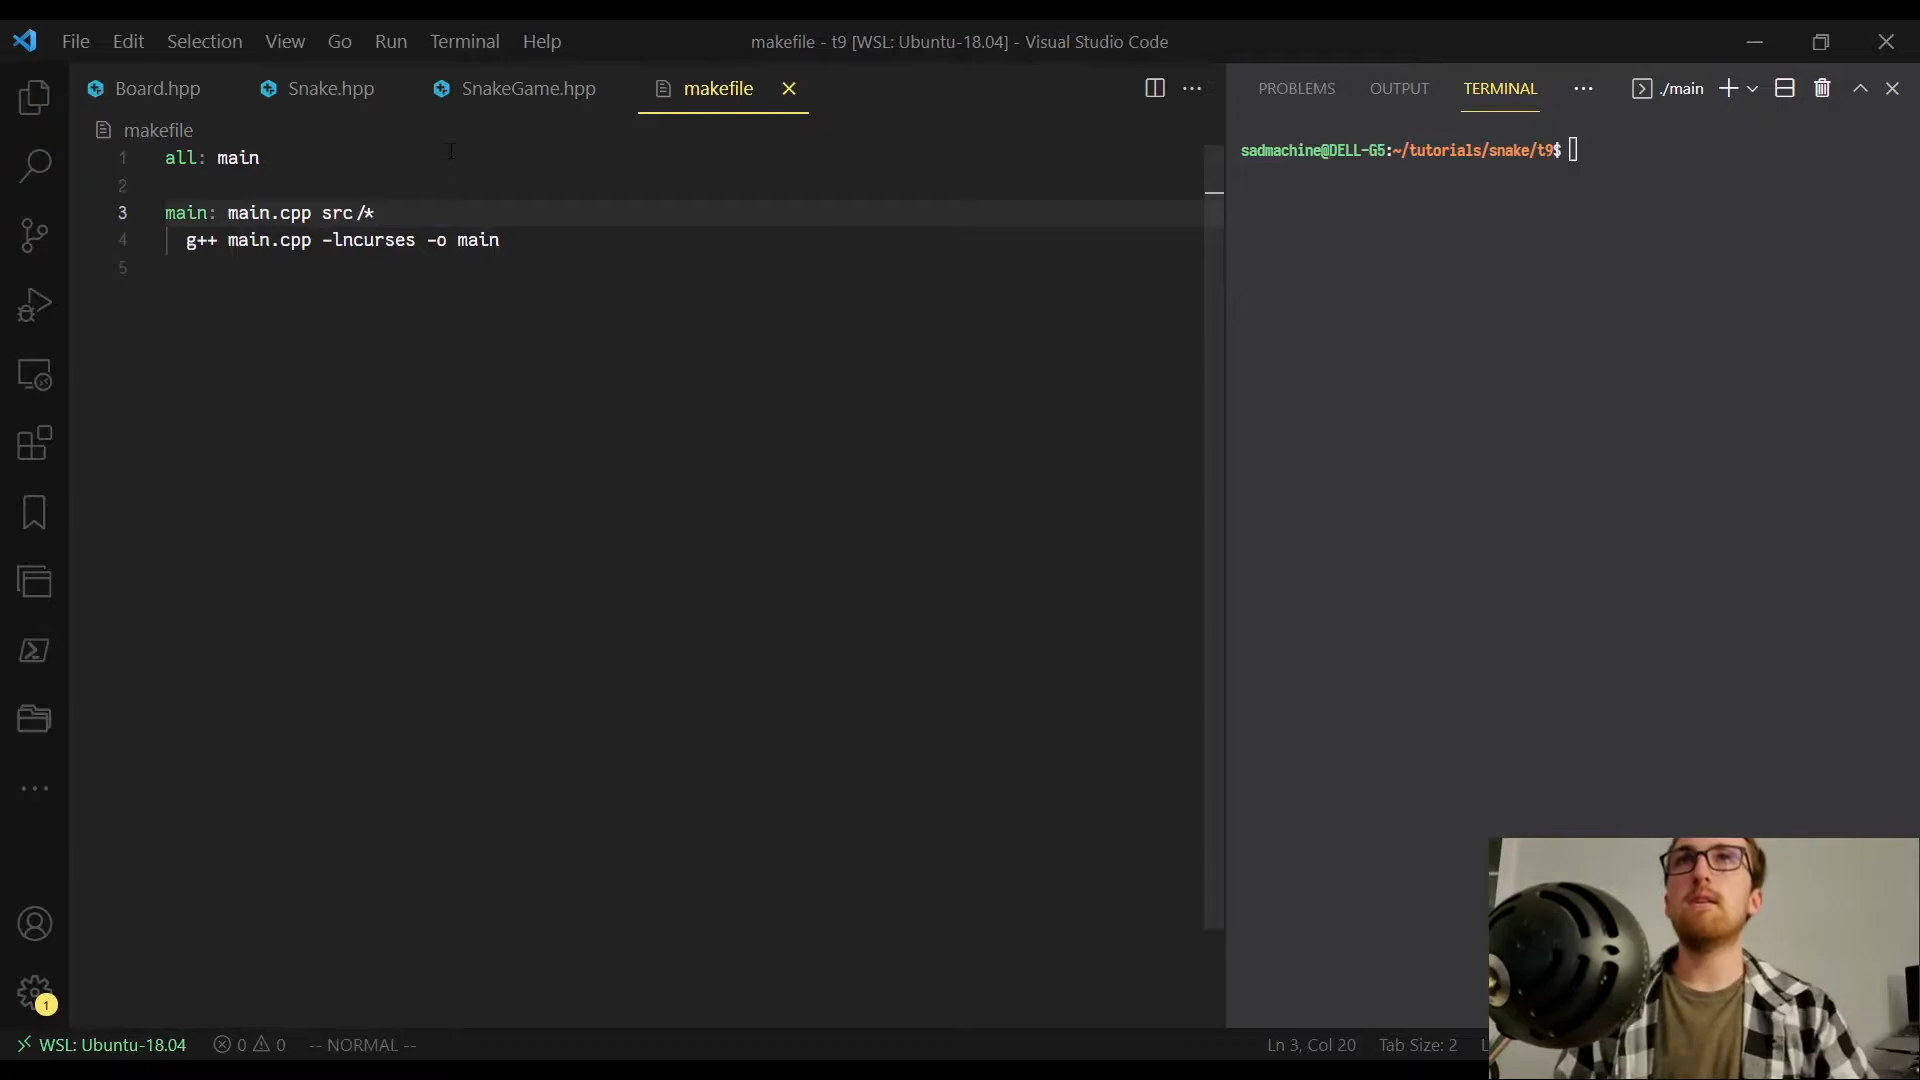 File Edit Selection View Go Run Terminal Help
makefile - t9 [WSL: Ubuntu-18.04] - Visual Studio Code
Board.hpp Snake.hpp SnakeGame.hpp makefile
PROBLEMS OUTPUT TERMINAL ./main
makefile
1 all: main
2
3 main: main.cpp src/*
4 g++ main.cpp -lncurses -o main
5
sadmachine@DELL-G5:~/tutorials/snake/t9$
1
WSL: Ubuntu-18.04 0 0 -- NORMAL -- Ln 3, Col 20 Tab Size: 2